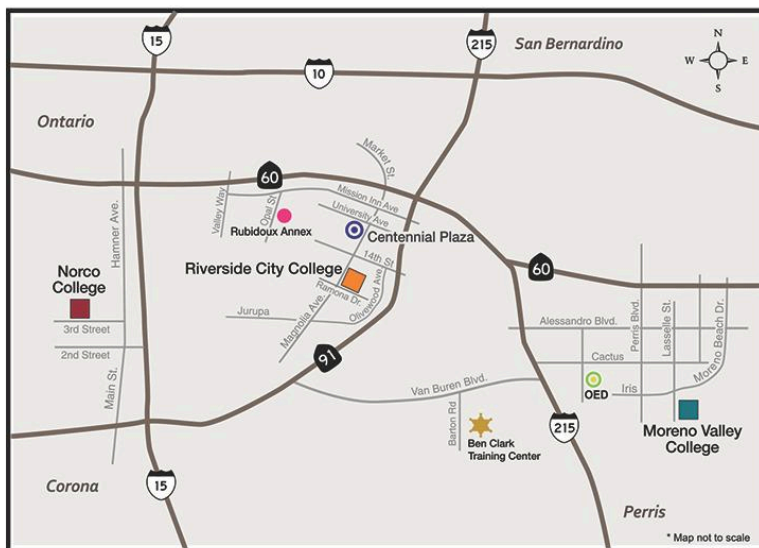 15
215
San Bernardino
N
W E
S
10
Ontario
Market St.
60
Mission Inn Ave
Hamner Ave.
Valley Way
Opal St
University Ave
Rubidoux Annex
Centennial Plaza
14th St
60
Norco
College
Riverside City College
Ramona Dr.
Olivewood Ave
Magnolia Ave.
Jurupa
3rd Street
2nd Street
Alessandro Blvd.
Perris Blvd.
Lasselle St.
Moreno Beach Dr.
91
Cactus
Main St.
Van Buren Blvd.
OED
Iris
Barton Rd
Ben Clark
Training Center
215
Moreno Valley
College
Corona
15
Perris
* Map not to scale